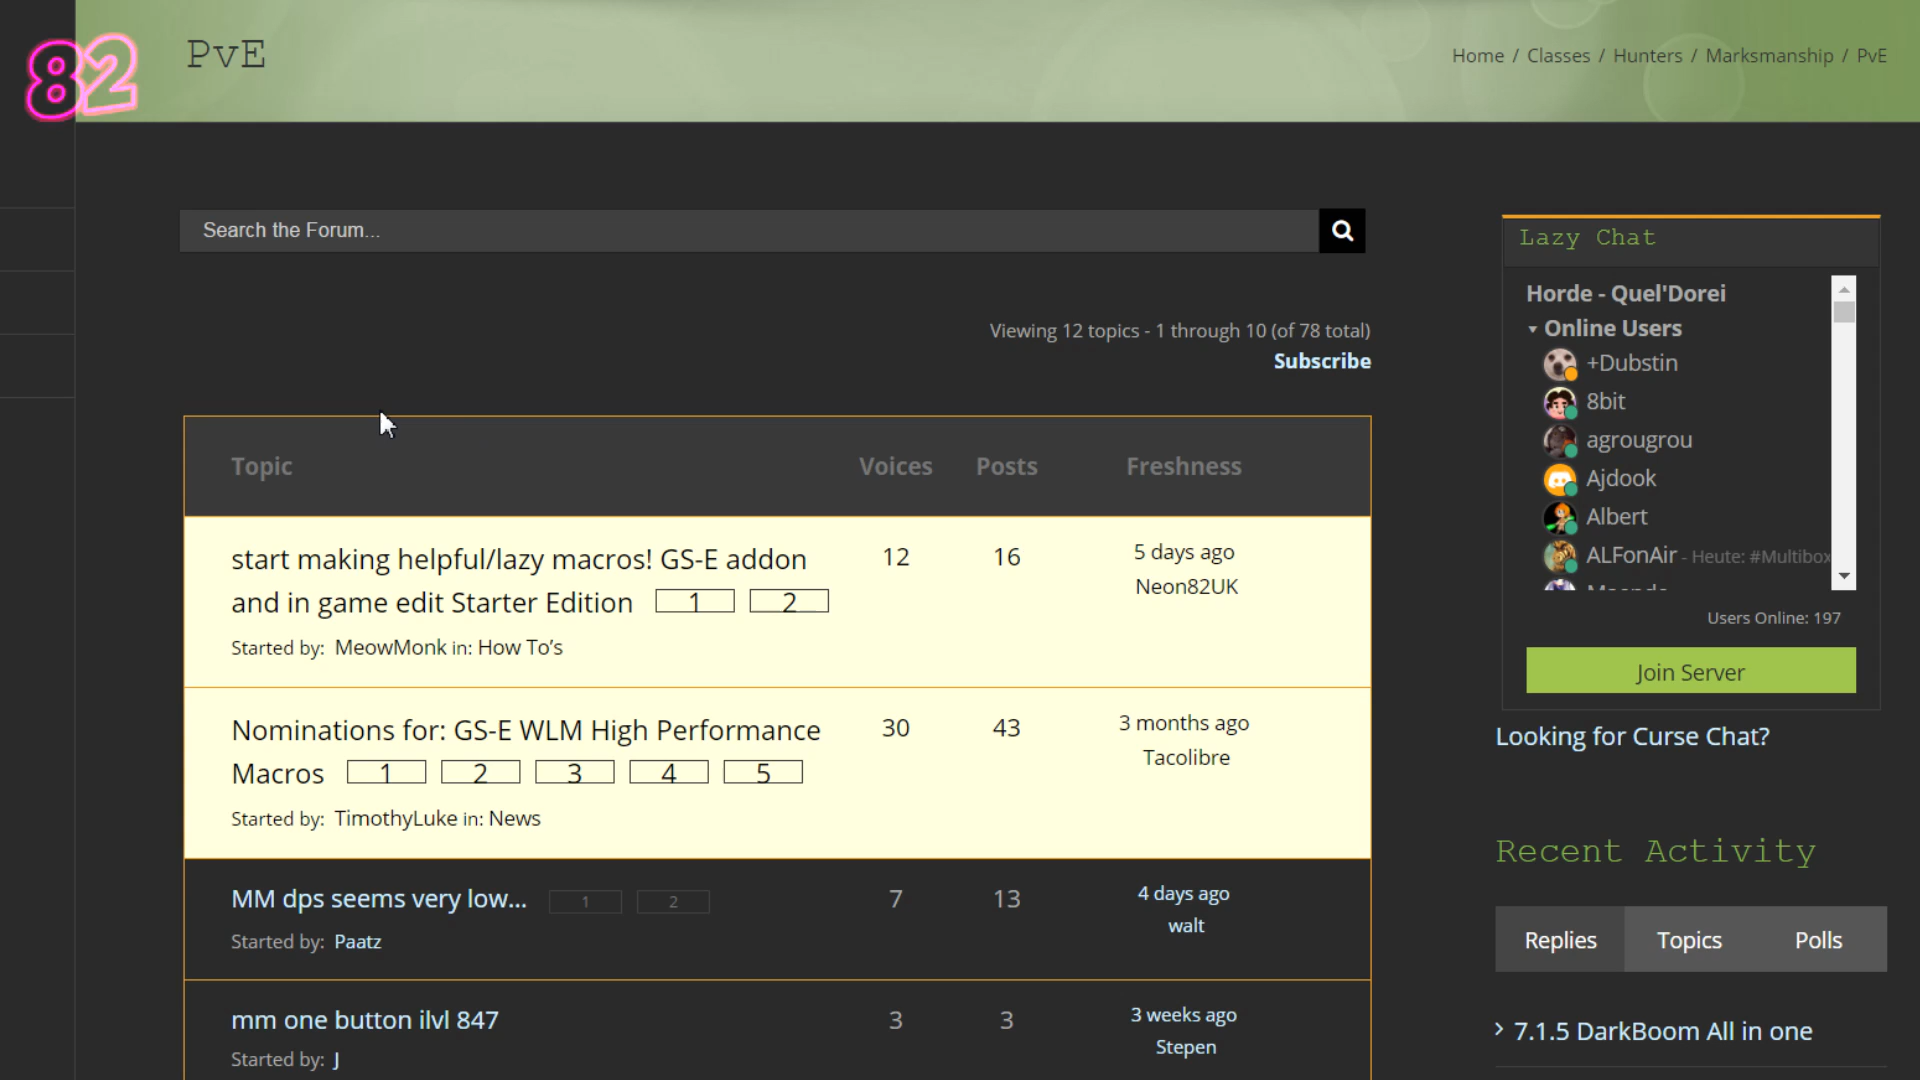 82
PvE
Home / Classes / Hunters / Marksmanship / PvE
Search the Forum...
Viewing 12 topics - 1 through 10 (of 78 total)
Subscribe
Topic Voices Posts Freshness
start making helpful/lazy macros! GS-E addon
and in game edit Starter Edition 1 2
12 16 5 days ago
Neon82UK
Started by: MeowMonk in: How To's
Nominations for: GS-E WLM High Performance
Macros 1 2 3 4 5
30 43 3 months ago
Tacolibre
Started by: TimothyLuke in: News
MM dps seems very low... 1 2
7 13 4 days ago
walt
Started by: Paatz
mm one button ilvl 847
3 3 3 weeks ago
Stepen
Started by: J
Lazy Chat
Horde - Quel'Dorei
Online Users
+Dubstin
8bit
agrougrou
Ajdook
Albert
ALFonAir - Heute: #Multibox
Users Online: 197
Join Server
Looking for Curse Chat?
Recent Activity
Replies Topics Polls
7.1.5 DarkBoom All in one